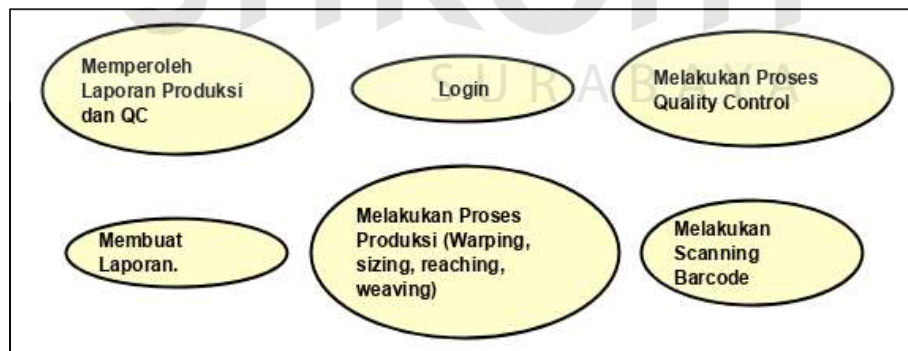 Memperoleh
Laporan Produksi
dan QC
Login
Melakukan Proses
Quality Control
SURABAYA
Membuat
Laporan.
Melakukan Proses
Produksi (Warping,
sizing, reaching,
weaving)
Melakukan
Scanning
Barcode